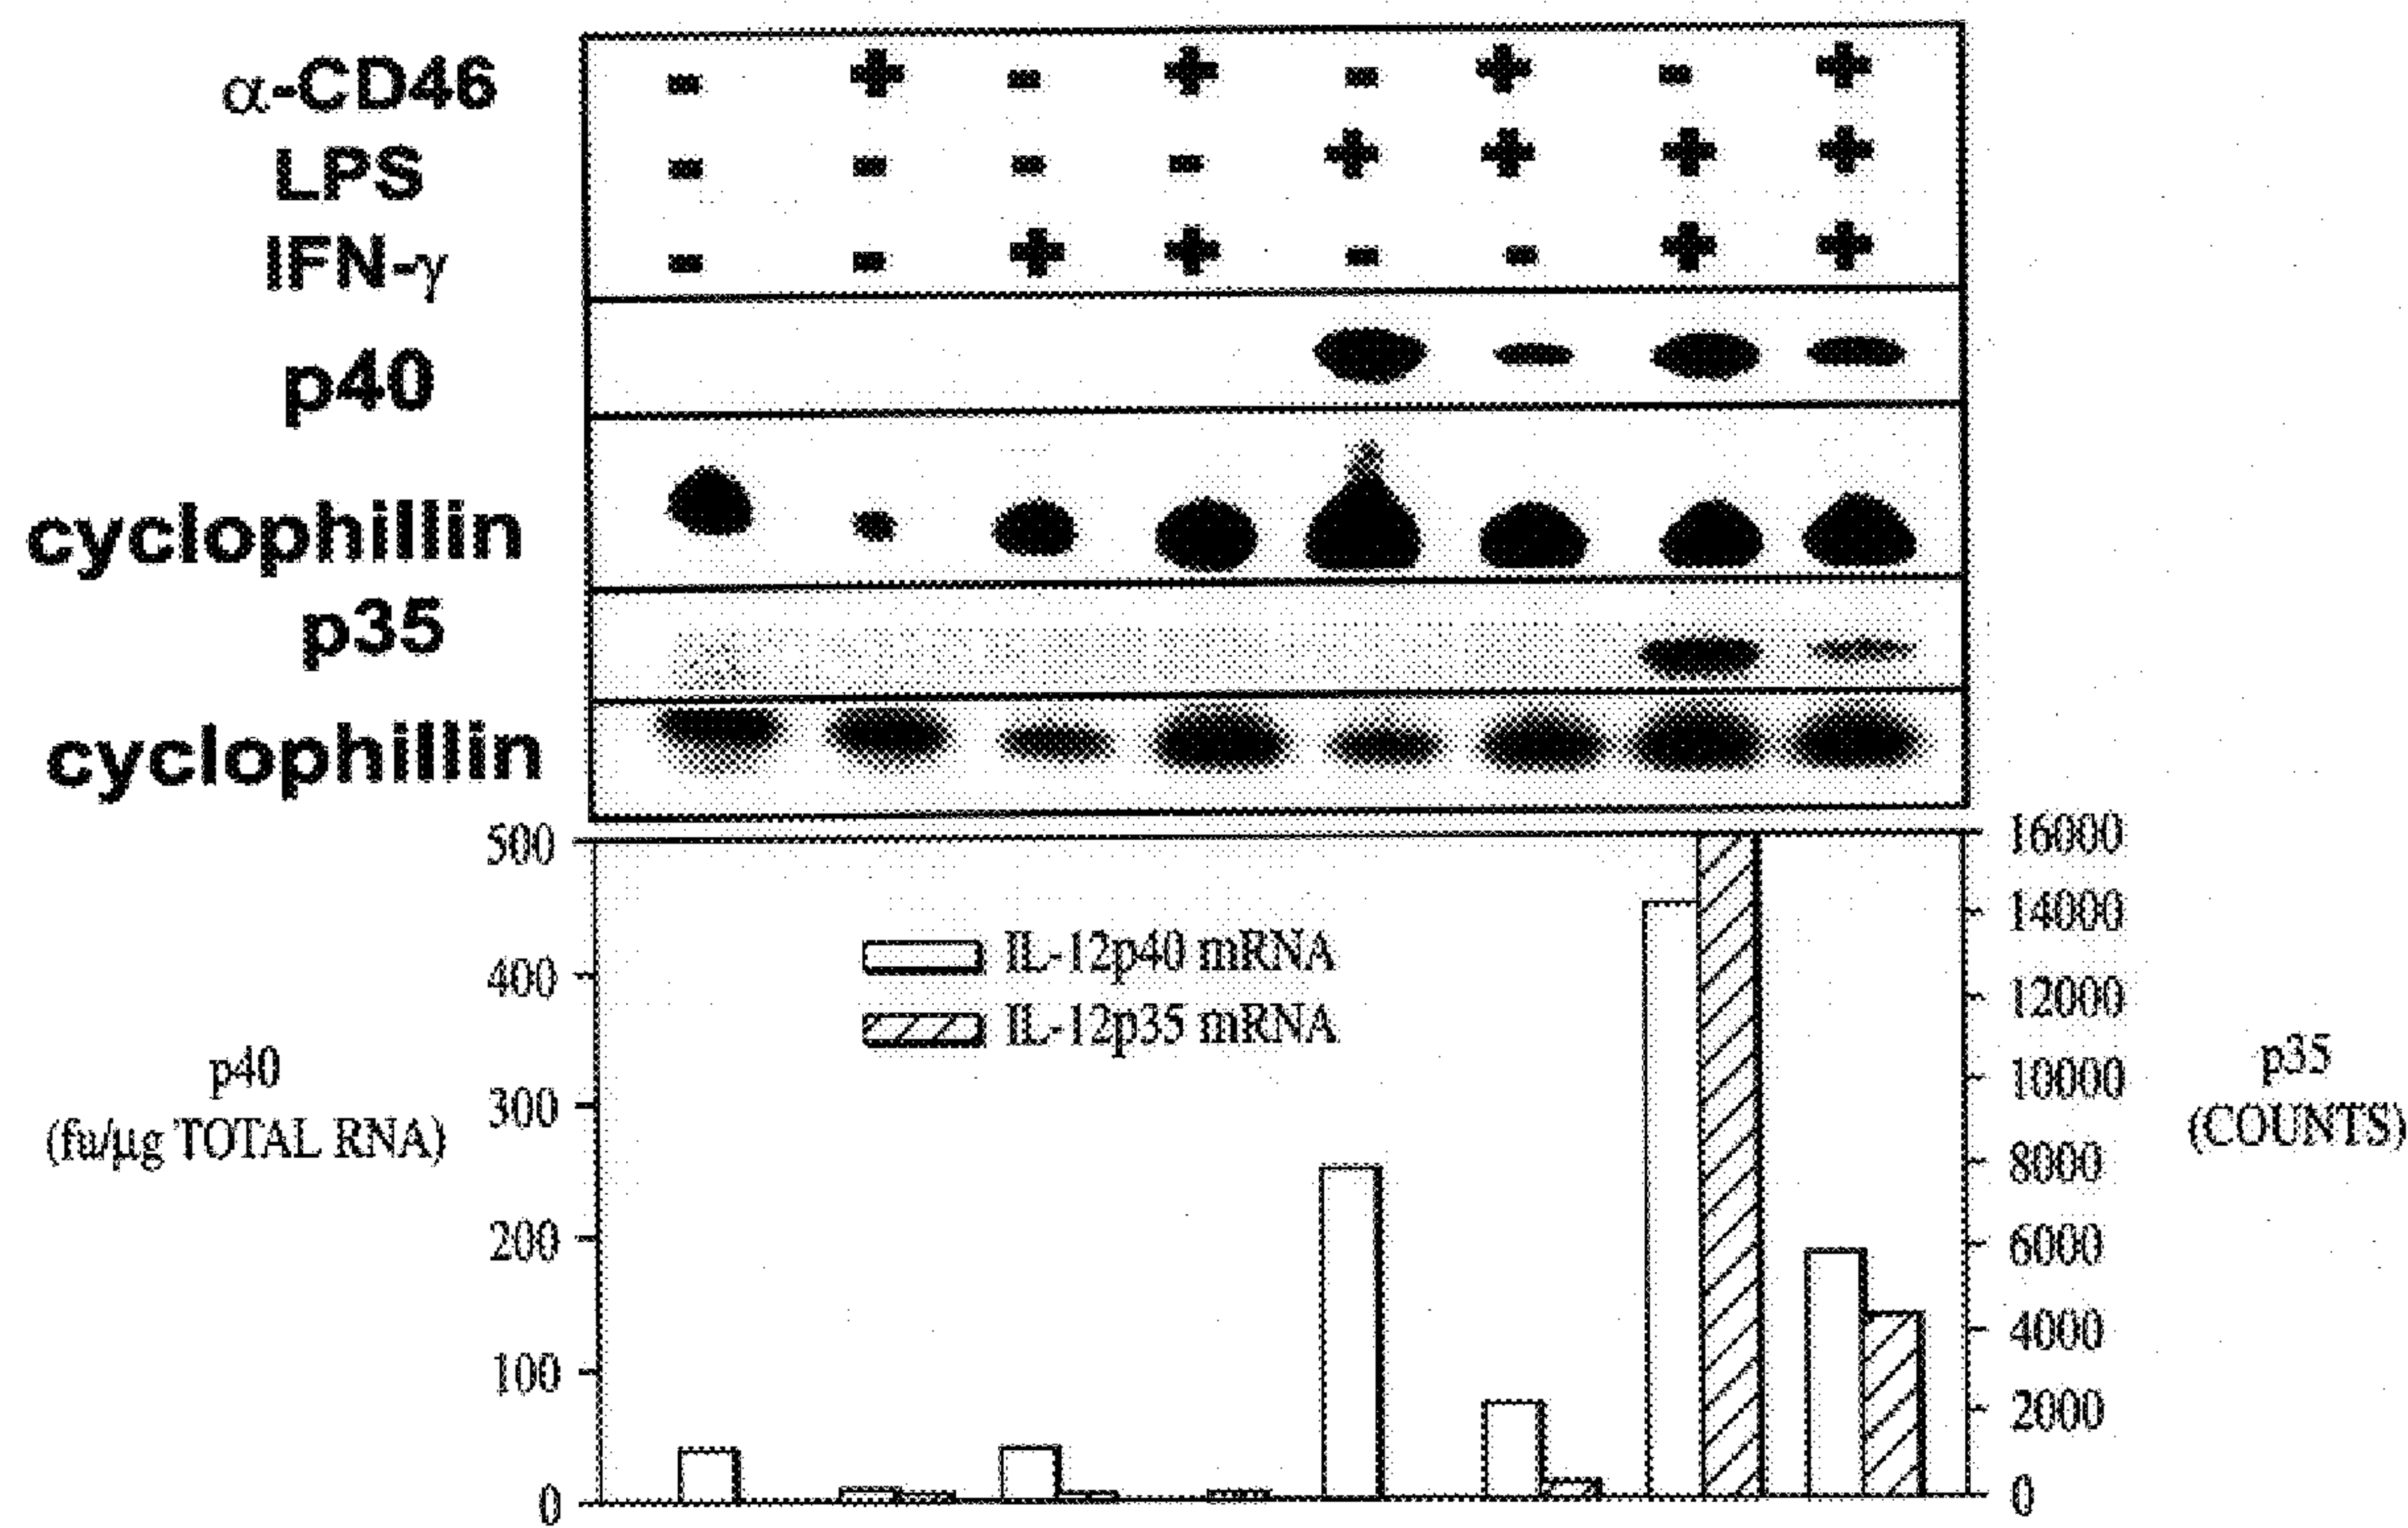 α-CD46 - + - + - + - +
LPS - - - - + + + +
IFN-γ - - + + - - + +
p40
cyclophillin
p35
cyclophillin
500
400
300
200
100
0
p40
(fu/μg TOTAL RNA)
IL-12p40 mRNA
IL-12p35 mRNA
16000
14000
12000
10000
8000
6000
4000
2000
0
p35
(COUNTS)